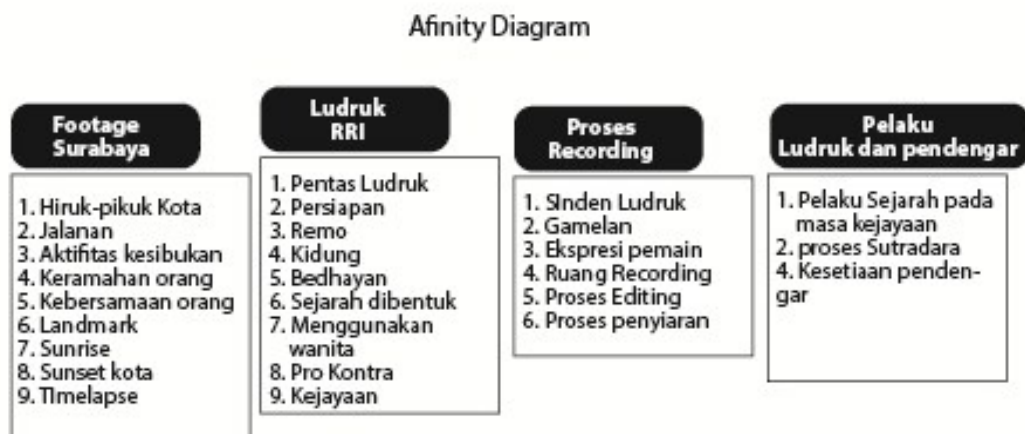 Afinity Diagram
Footage
Surabaya
1. Hiruk-pikuk Kota
2. Jalanan
3. Aktifitas kesibukan
4. Keramahan orang
5. Kebersamaan orang
6. Landmark
7. Sunrise
8. Sunset kota
9. TImelapse
Ludruk
RRI
1. Pentas Ludruk
2. Persiapan
3. Remo
4. Kidung
5. Bedhayan
6. Sejarah dibentuk
7. Menggunakan
wanita
8. Pro Kontra
9. Kejayaan
Proses
Recording
1. SInden Ludruk
2. Gamelan
3. Ekspresi pemain
4. Ruang Recording
5. Proses Editing
6. Proses penyiaran
Pelaku
Ludruk dan pendengar
1. Pelaku Sejarah pada
masa kejayaan
2. proses Sutradara
4. Kesetiaan penden-
gar